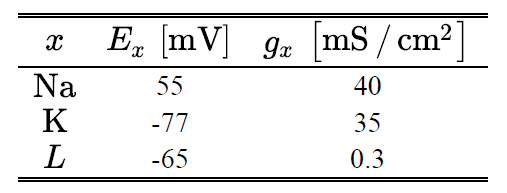 x E_x [mV] g_x [mS / cm²]
Na 55 40
K -77 35
L -65 0.3